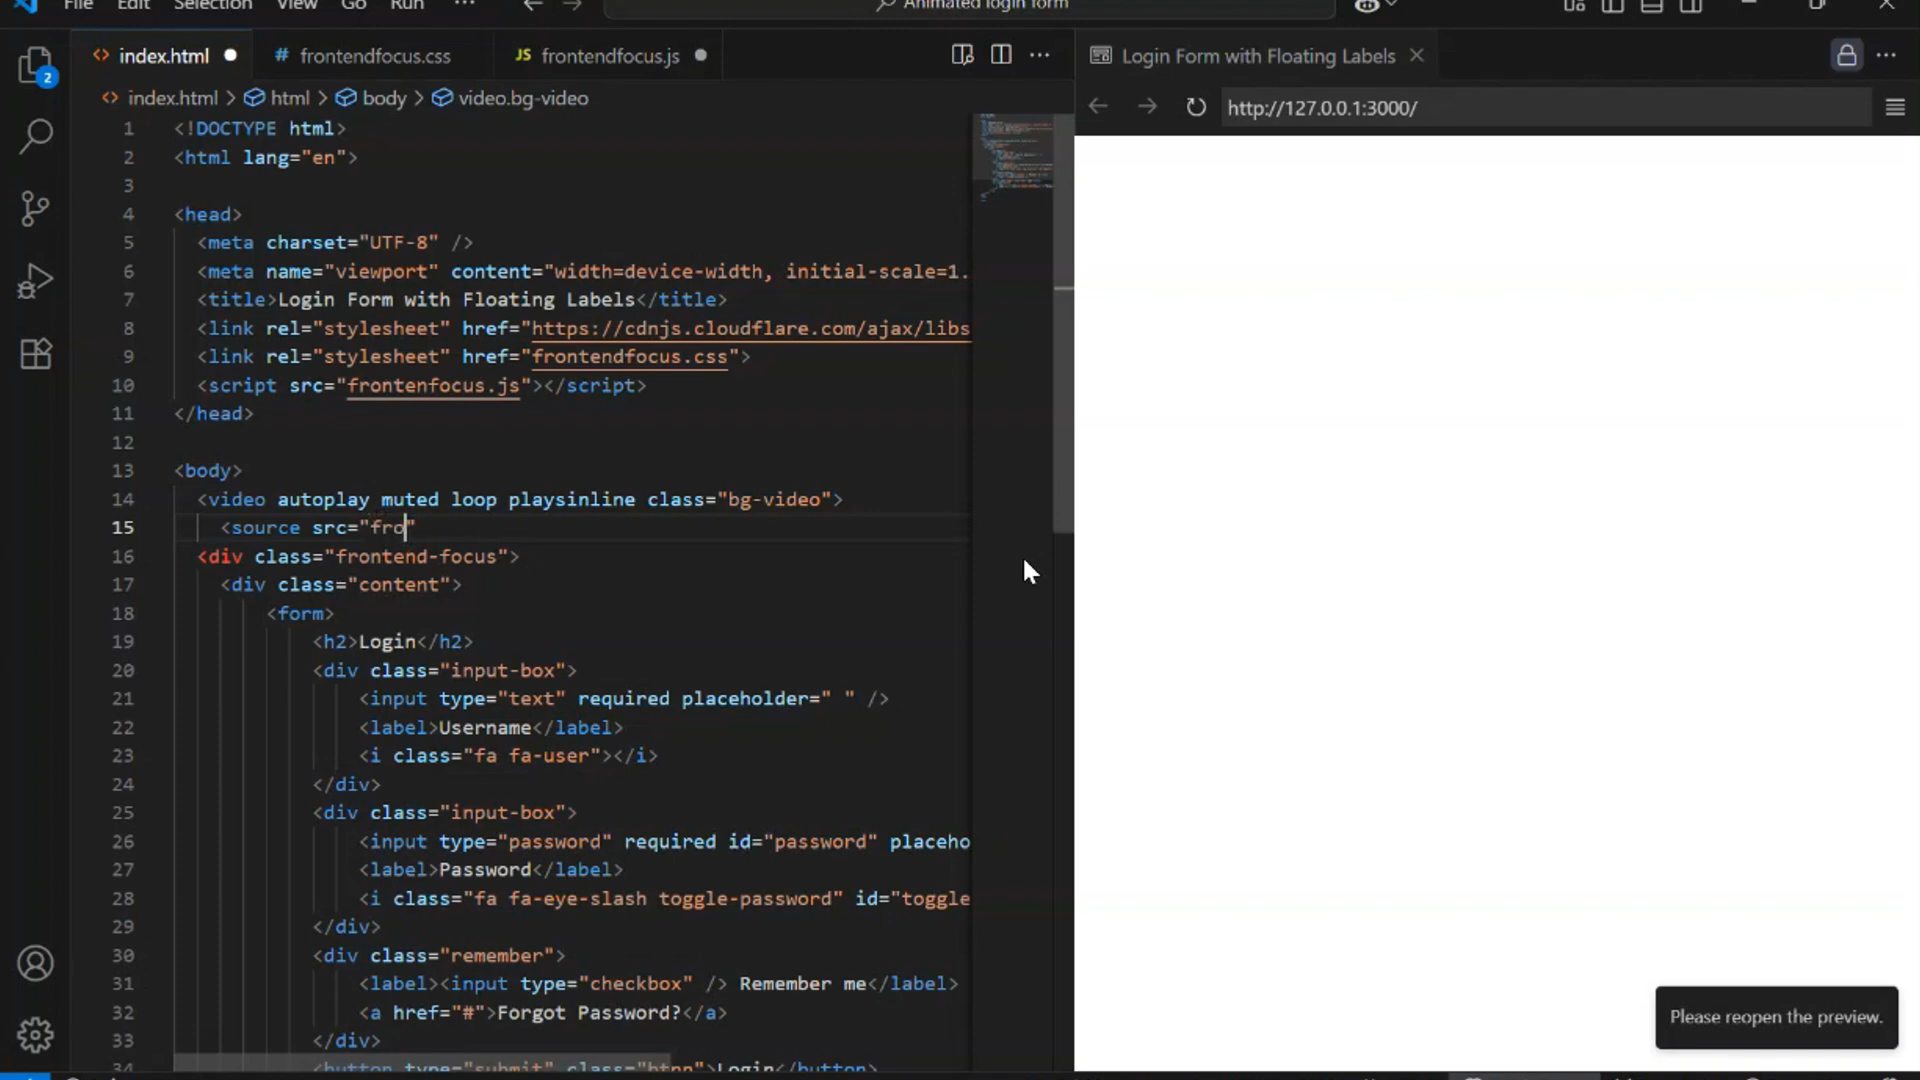 File Edit Selection View Go Run ···
Animated login form
index.html
# frontendfocus.css
JS frontendfocus.js
index.html > html > body > video.bg-video
1 <!DOCTYPE html>
2 <html lang="en">
3
4 <head>
5 <meta charset="UTF-8" />
6 <meta name="viewport" content="width=device-width, initial-scale=1.
7 <title>Login Form with Floating Labels</title>
8 <link rel="stylesheet" href="https://cdnjs.cloudflare.com/ajax/libs
9 <link rel="stylesheet" href="frontendfocus.css">
10 <script src="frontenfocus.js"></script>
11 </head>
12
13 <body>
14 <video autoplay muted loop playsinline class="bg-video">
15 <source src="fro"
16 <div class="frontend-focus">
17 <div class="content">
18 <form>
19 <h2>Login</h2>
20 <div class="input-box">
21 <input type="text" required placeholder=" " />
22 <label>Username</label>
23 <i class="fa fa-user"></i>
24 </div>
25 <div class="input-box">
26 <input type="password" required id="password" placeho
27 <label>Password</label>
28 <i class="fa fa-eye-slash toggle-password" id="toggle
29 </div>
30 <div class="remember">
31 <label><input type="checkbox" /> Remember me</label>
32 <a href="#">Forgot Password?</a>
33 </div>
34 <button type="submit" class="btnn">Login</button>
2
Login Form with Floating Labels
http://127.0.0.1:3000/
Please reopen the preview.